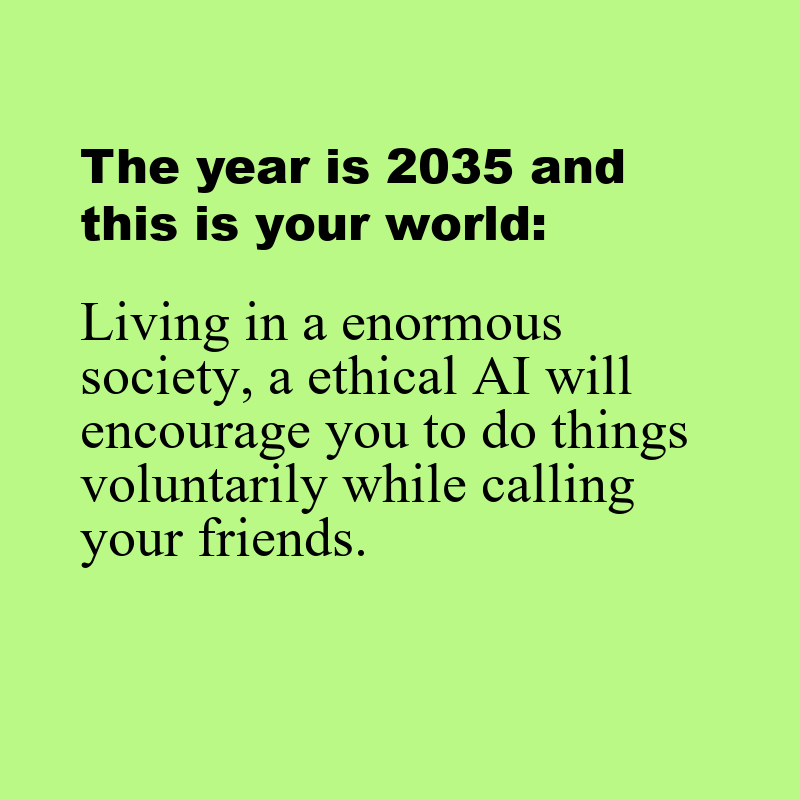 The year is 2035 and
this is your world:
Living in a enormous
society, a ethical AI will
encourage you to do things
voluntarily while calling
your friends.